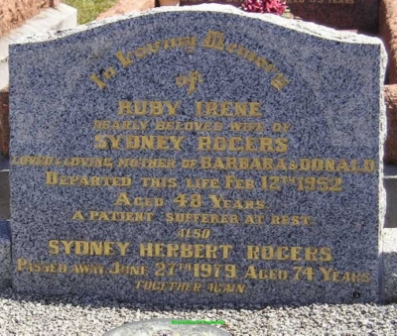 In Loving Memory
of
RUBY IRENE
DEARLY BELOVED WIFE OF
SYDNEY ROGERS
LOVED & LOVING MOTHER OF BARBARA & DONALD
DEPARTED THIS LIFE FEB 12TH 1952
AGED 48 YEARS
A PATIENT SUFFERER AT REST
ALSO
SYDNEY HERBERT ROGERS
PASSED AWAY JUNE 27TH 1979 AGED 74 YEARS
TOGETHER AGAIN